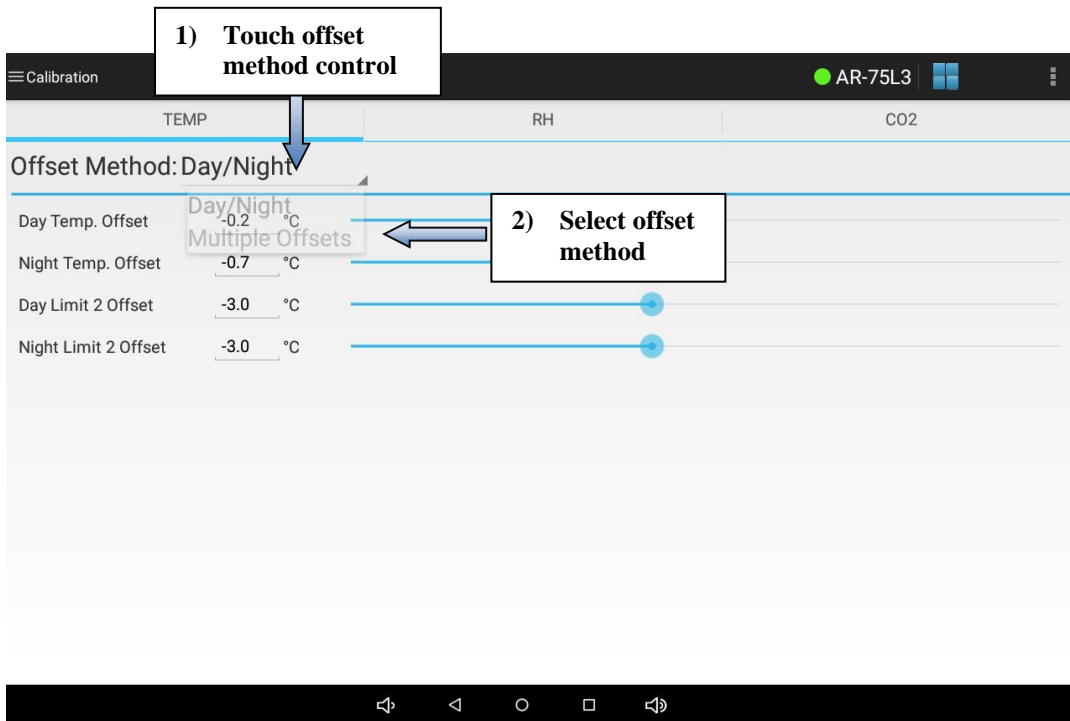 1) Touch offset
method control
Calibration
AR-75L3
TEMP
RH
CO2
Offset Method: Day/Night
Day/Night
Multiple Offsets
Day Temp. Offset -0.2 °C
2) Select offset
method
Night Temp. Offset -0.7 °C
Day Limit 2 Offset -3.0 °C
Night Limit 2 Offset -3.0 °C